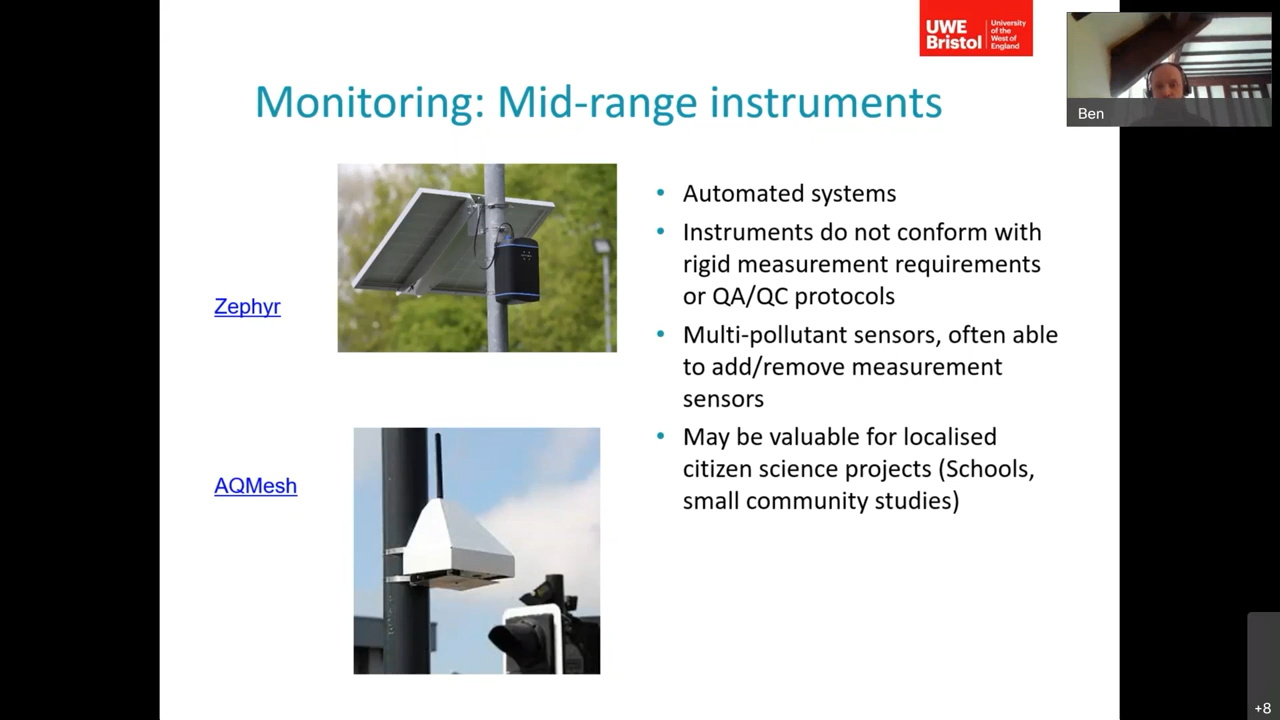 UWE
Bristol
University
of the
West of
England
Ben
Monitoring: Mid-range instruments
Zephyr
AQMesh
• Automated systems
• Instruments do not conform with
rigid measurement requirements
or QA/QC protocols
• Multi-pollutant sensors, often able
to add/remove measurement
sensors
• May be valuable for localised
citizen science projects (Schools,
small community studies)
+8